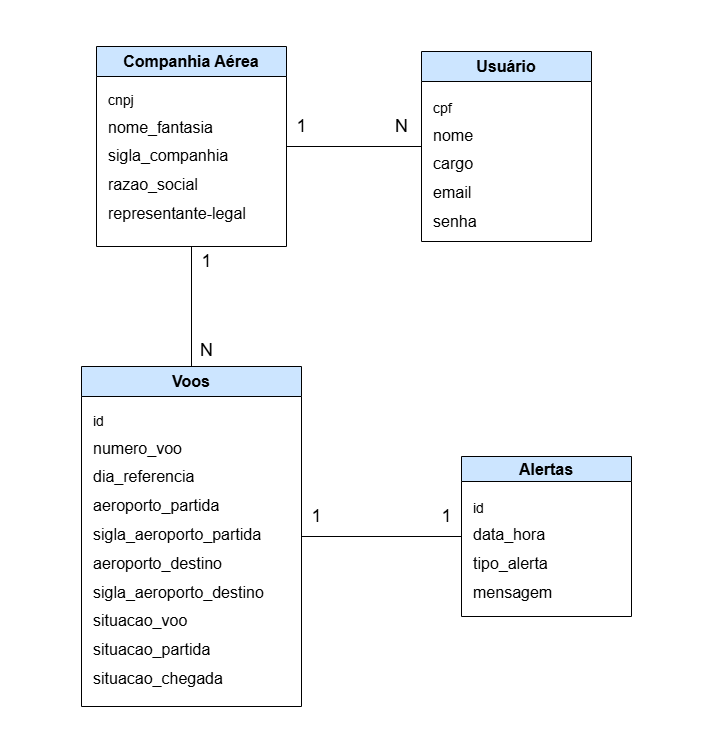 Companhia Aérea
cnpj
nome_fantasia
sigla_companhia
razao_social
representante-legal
1
N
Usuário
cpf
nome
cargo
email
senha
1
N
Voos
id
numero_voo
dia_referencia
aeroporto_partida
sigla_aeroporto_partida
aeroporto_destino
sigla_aeroporto_destino
situacao_voo
situacao_partida
situacao_chegada
1
1
Alertas
id
data_hora
tipo_alerta
mensagem